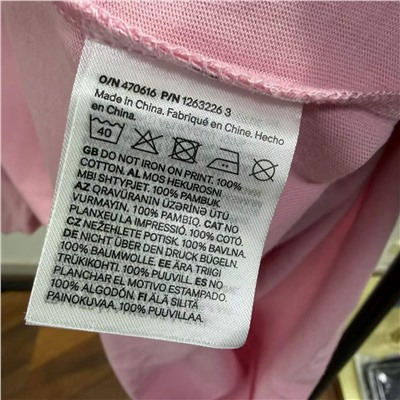 O/N 470616 P/N 1263226 3
Made in China. Fabriqué en Chine. Hecho
en China.
40
GB DO NOT IRON ON PRINT. 100%
COTTON. AL MOS HEKUROSNI
MBI SHTYPJET. 100% PAMBUK
AZ QRAVURANIN ÜZƏRİNƏ ÜTÜ
VURMAYIN, 100% PAMBIQ. CAT NO
PLANXEU LA IMPRESSIÓ. 100% COTÓ.
CZ NEŽEHLETE POTISK. 100% BAVLNA.
DE NICHT ÜBER DEN DRUCK BÜGELN.
100% BAUMWOLLE. EE ÄRA TRIIGI
TRÜKIKOHTI. 100% PUUVILL. ES NO
PLANCHAR EL MOTIVO ESTAMPADO.
100% ALGODÓN. FI ÄLÄ SILITÄ
PAINOKUVAA. 100% PUUVILLAA